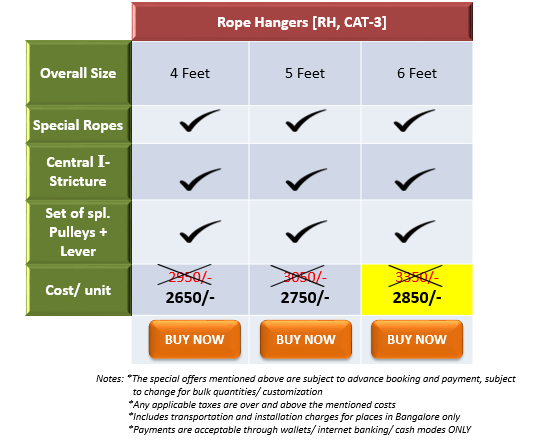 Rope Hangers [RH, CAT-3]
Overall Size 4 Feet 5 Feet 6 Feet
Special Ropes
Central I-
Stricture
Set of spl.
Pulleys +
Lever
2950/- 3050/- 3350/-
Cost/ unit 2650/- 2750/- 2850/-
BUY NOW BUY NOW BUY NOW
Notes: *The special offers mentioned above are subject to advance booking and payment, subject
to change for bulk quantities/ customization
*Any applicable taxes are over and above the mentioned costs
*Includes transportation and installation charges for places in Bangalore only
*Payments are acceptable through wallets/ internet banking/ cash modes ONLY